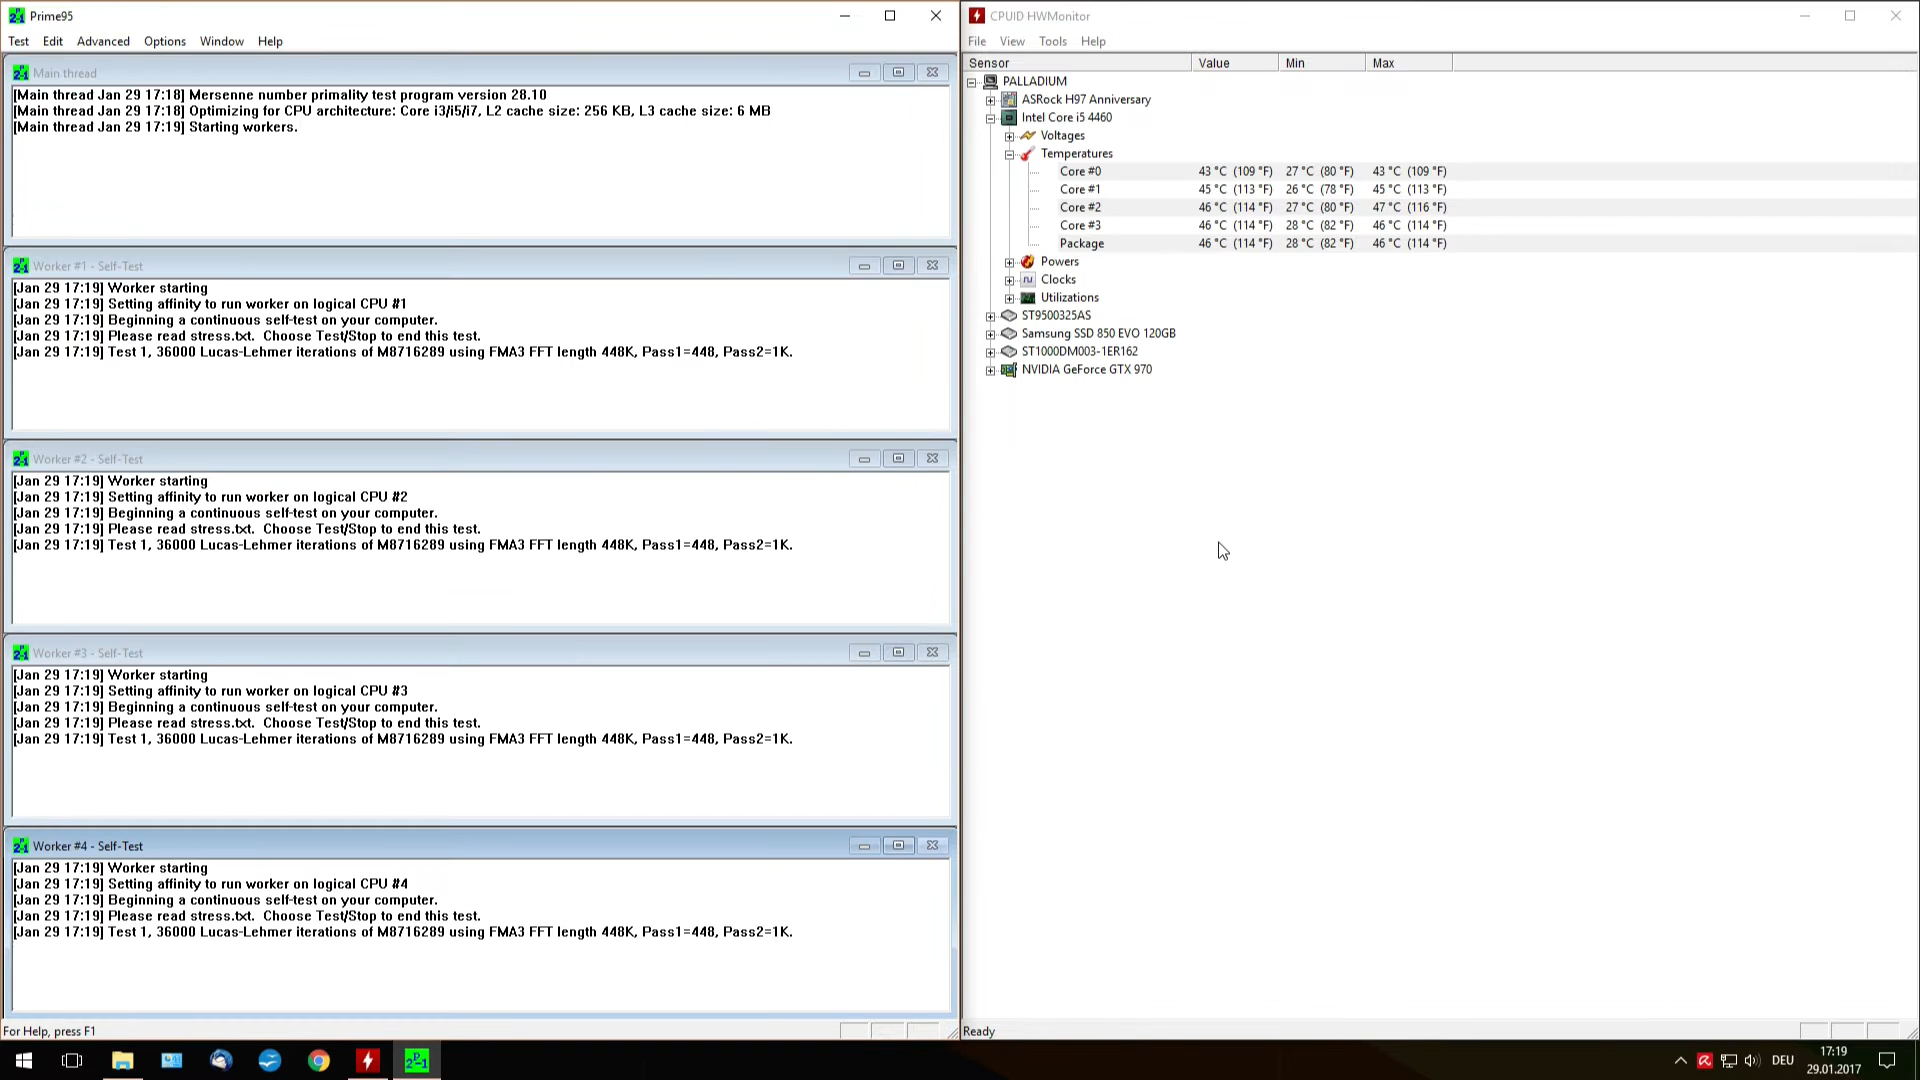 Prime95
Test Edit Advanced Options Window Help
Main thread
[Main thread Jan 29 17:18] Mersenne number primality test program version 28.10
[Main thread Jan 29 17:18] Optimizing for CPU architecture: Core i3/i5/i7, L2 cache size: 256 KB, L3 cache size: 6 MB
[Main thread Jan 29 17:19] Starting workers.
Worker #1 - Self-Test
[Jan 29 17:19] Worker starting
[Jan 29 17:19] Setting affinity to run worker on logical CPU #1
[Jan 29 17:19] Beginning a continuous self-test on your computer.
[Jan 29 17:19] Please read stress.txt.  Choose Test/Stop to end this test.
[Jan 29 17:19] Test 1, 36000 Lucas-Lehmer iterations of M8716289 using FMA3 FFT length 448K, Pass1=448, Pass2=1K.
Worker #2 - Self-Test
[Jan 29 17:19] Worker starting
[Jan 29 17:19] Setting affinity to run worker on logical CPU #2
[Jan 29 17:19] Beginning a continuous self-test on your computer.
[Jan 29 17:19] Please read stress.txt.  Choose Test/Stop to end this test.
[Jan 29 17:19] Test 1, 36000 Lucas-Lehmer iterations of M8716289 using FMA3 FFT length 448K, Pass1=448, Pass2=1K.
Worker #3 - Self-Test
[Jan 29 17:19] Worker starting
[Jan 29 17:19] Setting affinity to run worker on logical CPU #3
[Jan 29 17:19] Beginning a continuous self-test on your computer.
[Jan 29 17:19] Please read stress.txt.  Choose Test/Stop to end this test.
[Jan 29 17:19] Test 1, 36000 Lucas-Lehmer iterations of M8716289 using FMA3 FFT length 448K, Pass1=448, Pass2=1K.
Worker #4 - Self-Test
[Jan 29 17:19] Worker starting
[Jan 29 17:19] Setting affinity to run worker on logical CPU #4
[Jan 29 17:19] Beginning a continuous self-test on your computer.
[Jan 29 17:19] Please read stress.txt.  Choose Test/Stop to end this test.
[Jan 29 17:19] Test 1, 36000 Lucas-Lehmer iterations of M8716289 using FMA3 FFT length 448K, Pass1=448, Pass2=1K.
For Help, press F1
CPUID HWMonitor
File View Tools Help
Sensor Value Min Max
PALLADIUM
ASRock H97 Anniversary
Intel Core i5 4460
Voltages
Temperatures
Core #0 43 °C (109 °F) 27 °C (80 °F) 43 °C (109 °F)
Core #1 45 °C (113 °F) 26 °C (78 °F) 45 °C (113 °F)
Core #2 46 °C (114 °F) 27 °C (80 °F) 47 °C (116 °F)
Core #3 46 °C (114 °F) 28 °C (82 °F) 46 °C (114 °F)
Package 46 °C (114 °F) 28 °C (82 °F) 46 °C (114 °F)
Powers
Clocks
Utilizations
ST9500325AS
Samsung SSD 850 EVO 120GB
ST1000DM003-1ER162
NVIDIA GeForce GTX 970
Ready
DEU
17:19
29.01.2017